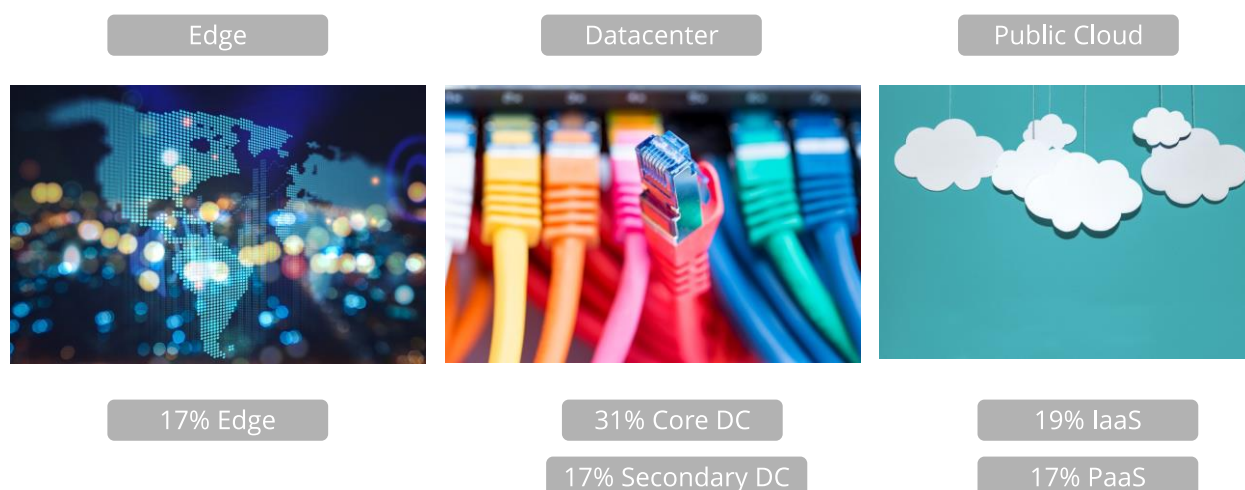 Edge
Datacenter
Public Cloud
17% Edge
31% Core DC
19% IaaS
17% Secondary DC
17% PaaS